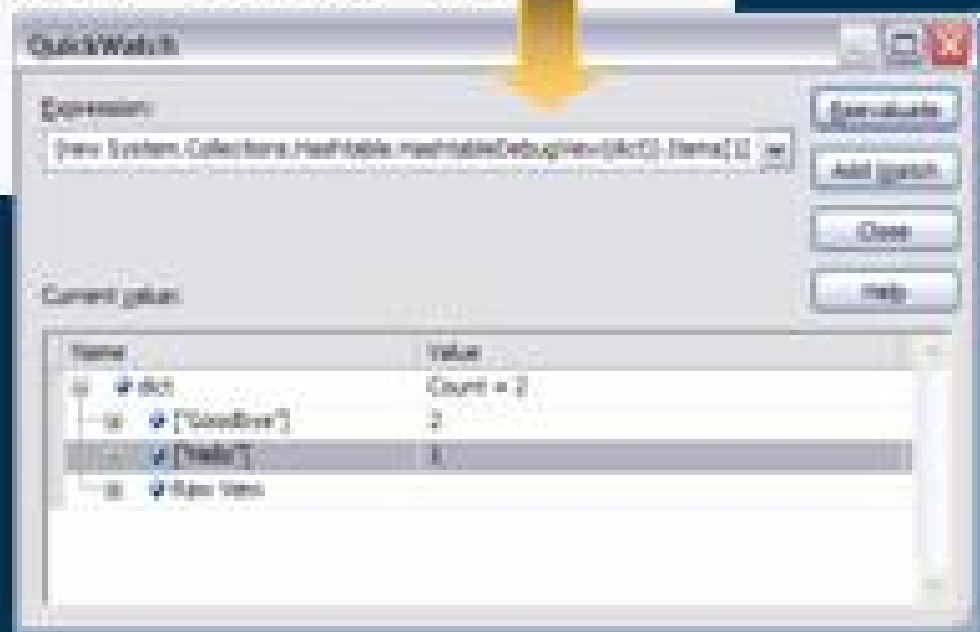 QuickWatch
Expression:
(new System.Collections.Hashtable.HashtableDebugView(dict)).Items[1]
Reevaluate
Add Watch
Close
Help
Current value:
Name Value
dict Count = 2
["Goodbye"] 2
["Hello"] 1
Raw View